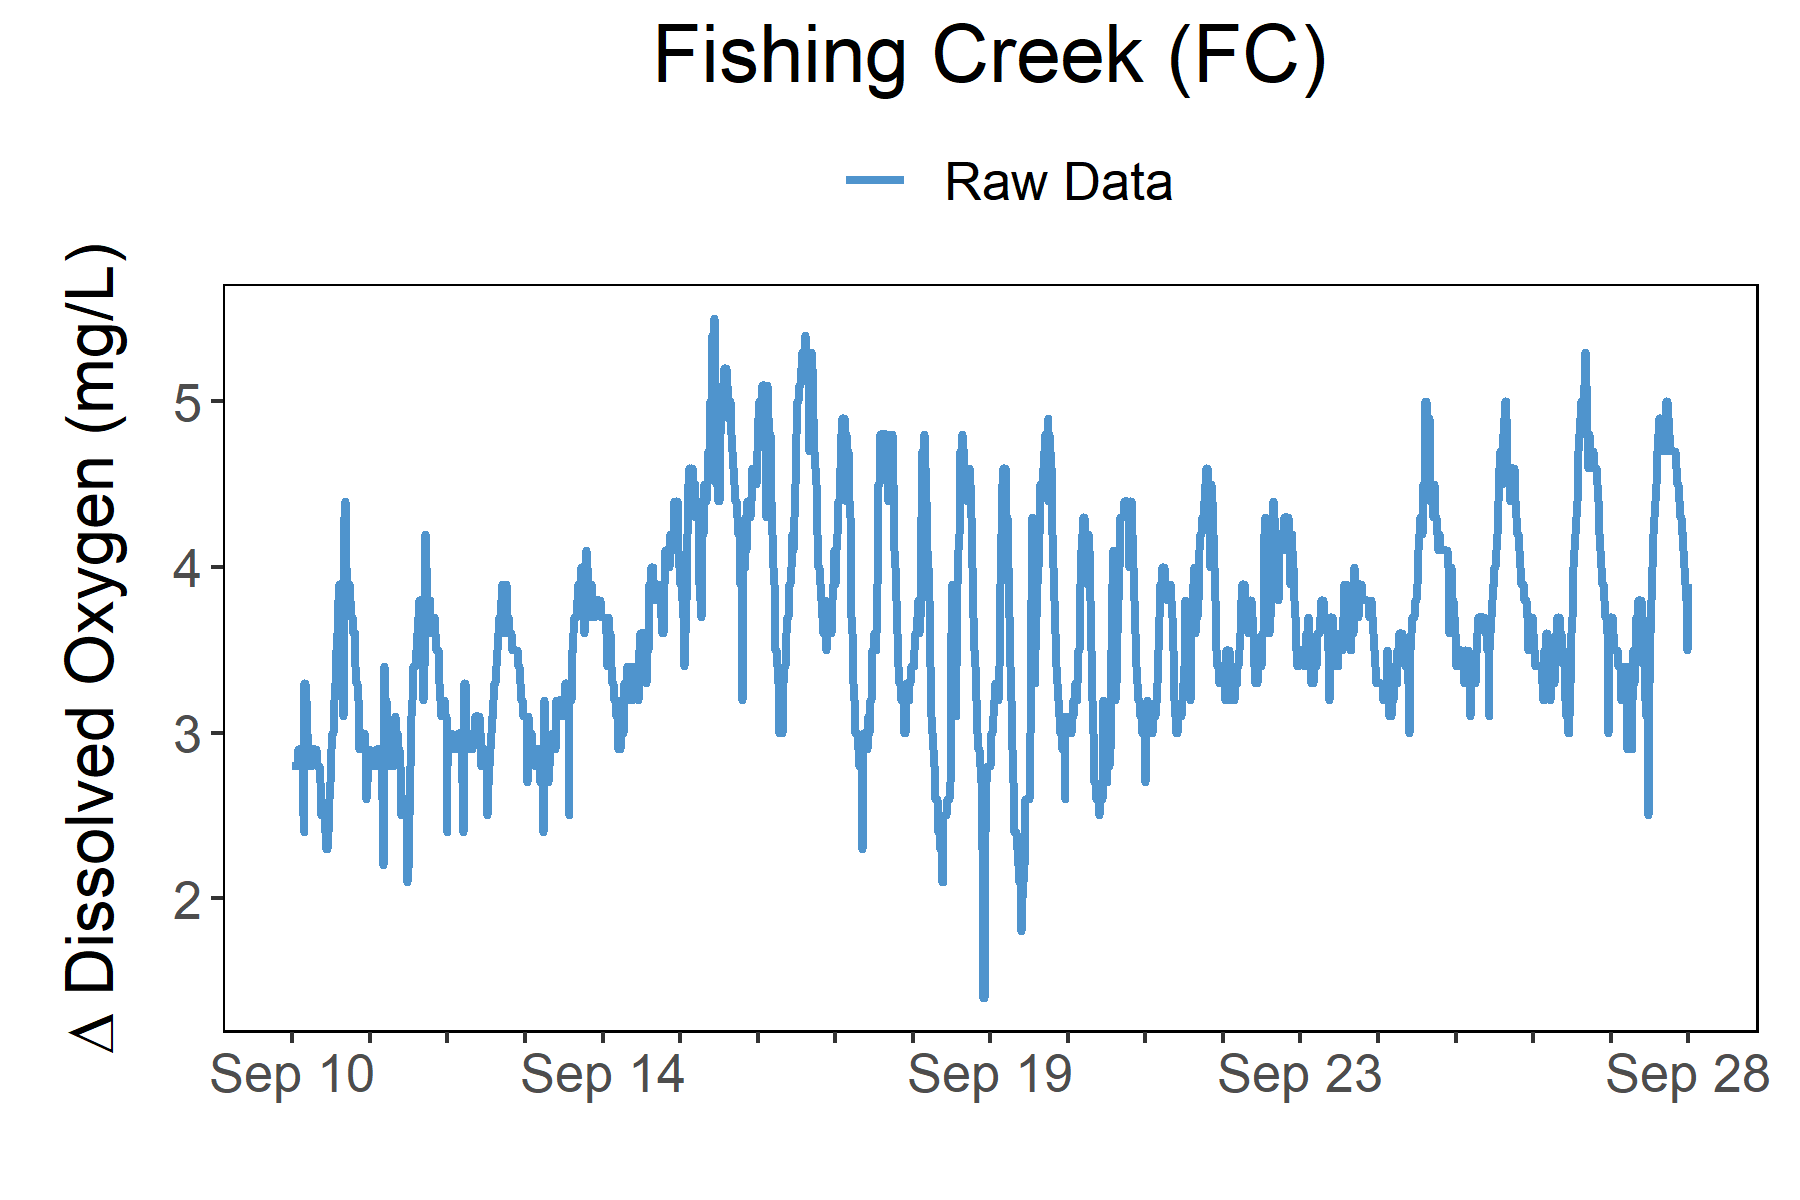 Fishing Creek (FC)
Raw Data
Δ Dissolved Oxygen (mg/L)
5
4
3
2
Sep 10 Sep 14 Sep 19 Sep 23 Sep 28